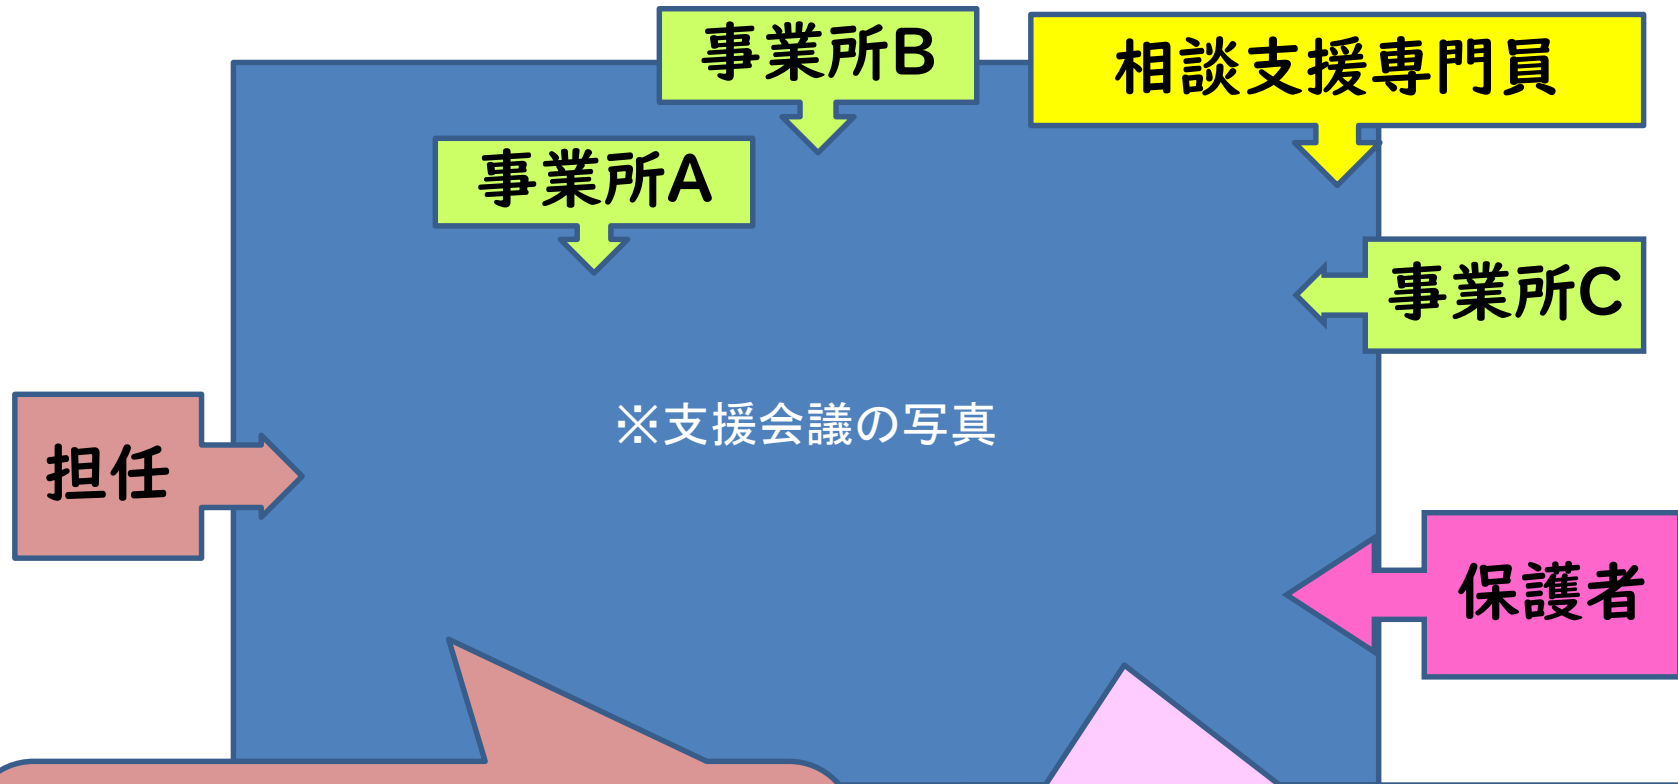 事業所B
相談支援専門員
事業所A
事業所C
※支援会議の写真
担任
保護者